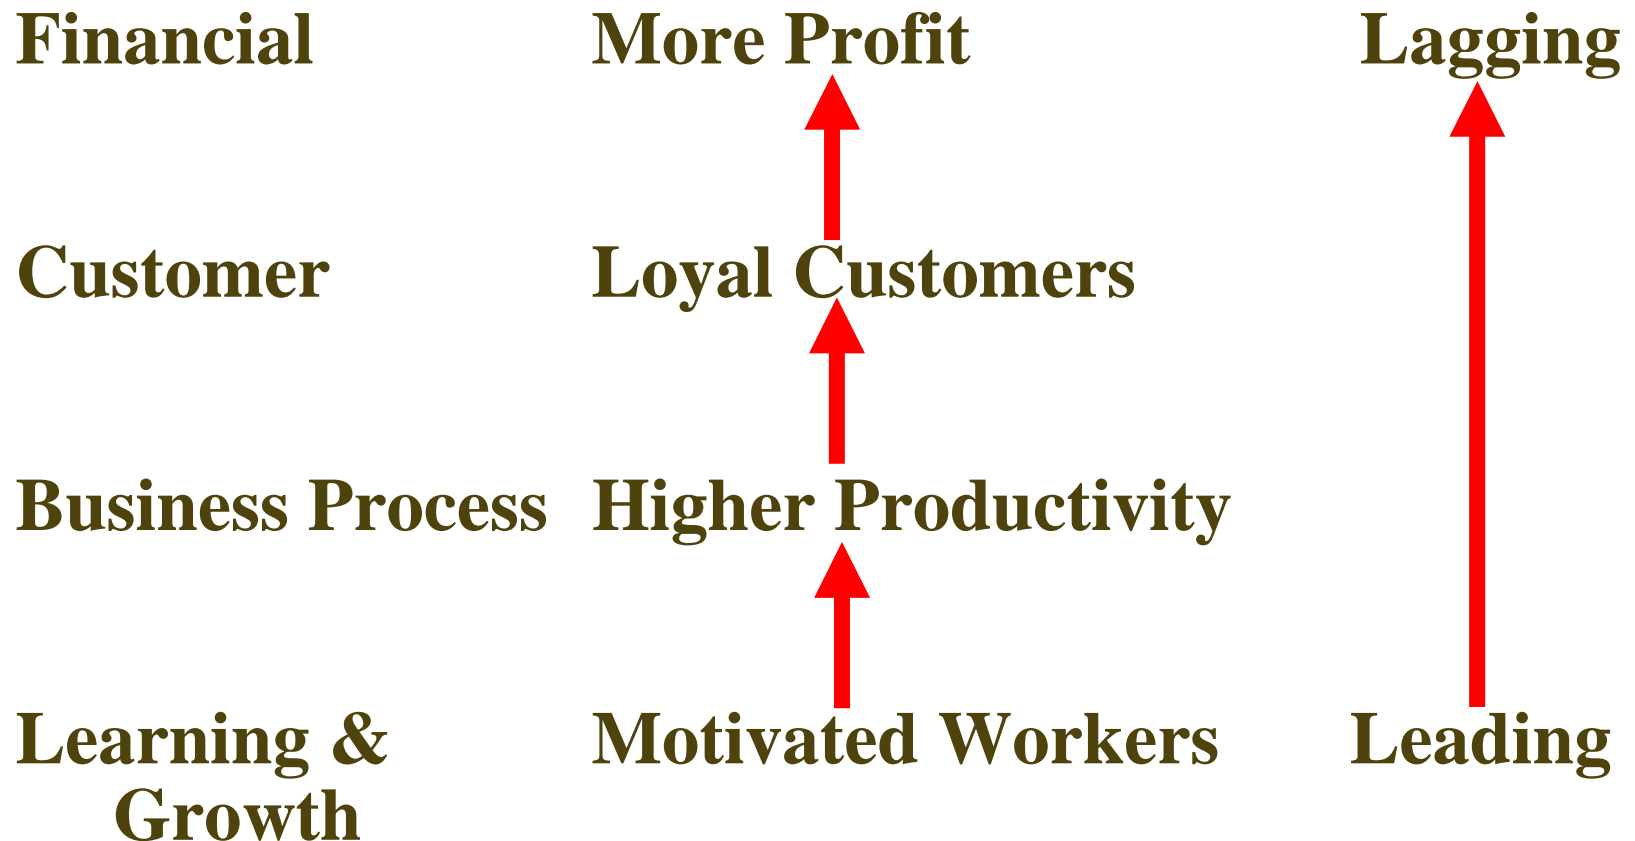 Financial More Profit Lagging
Customer Loyal Customers
Business Process Higher Productivity
Learning & Motivated Workers Leading
Growth